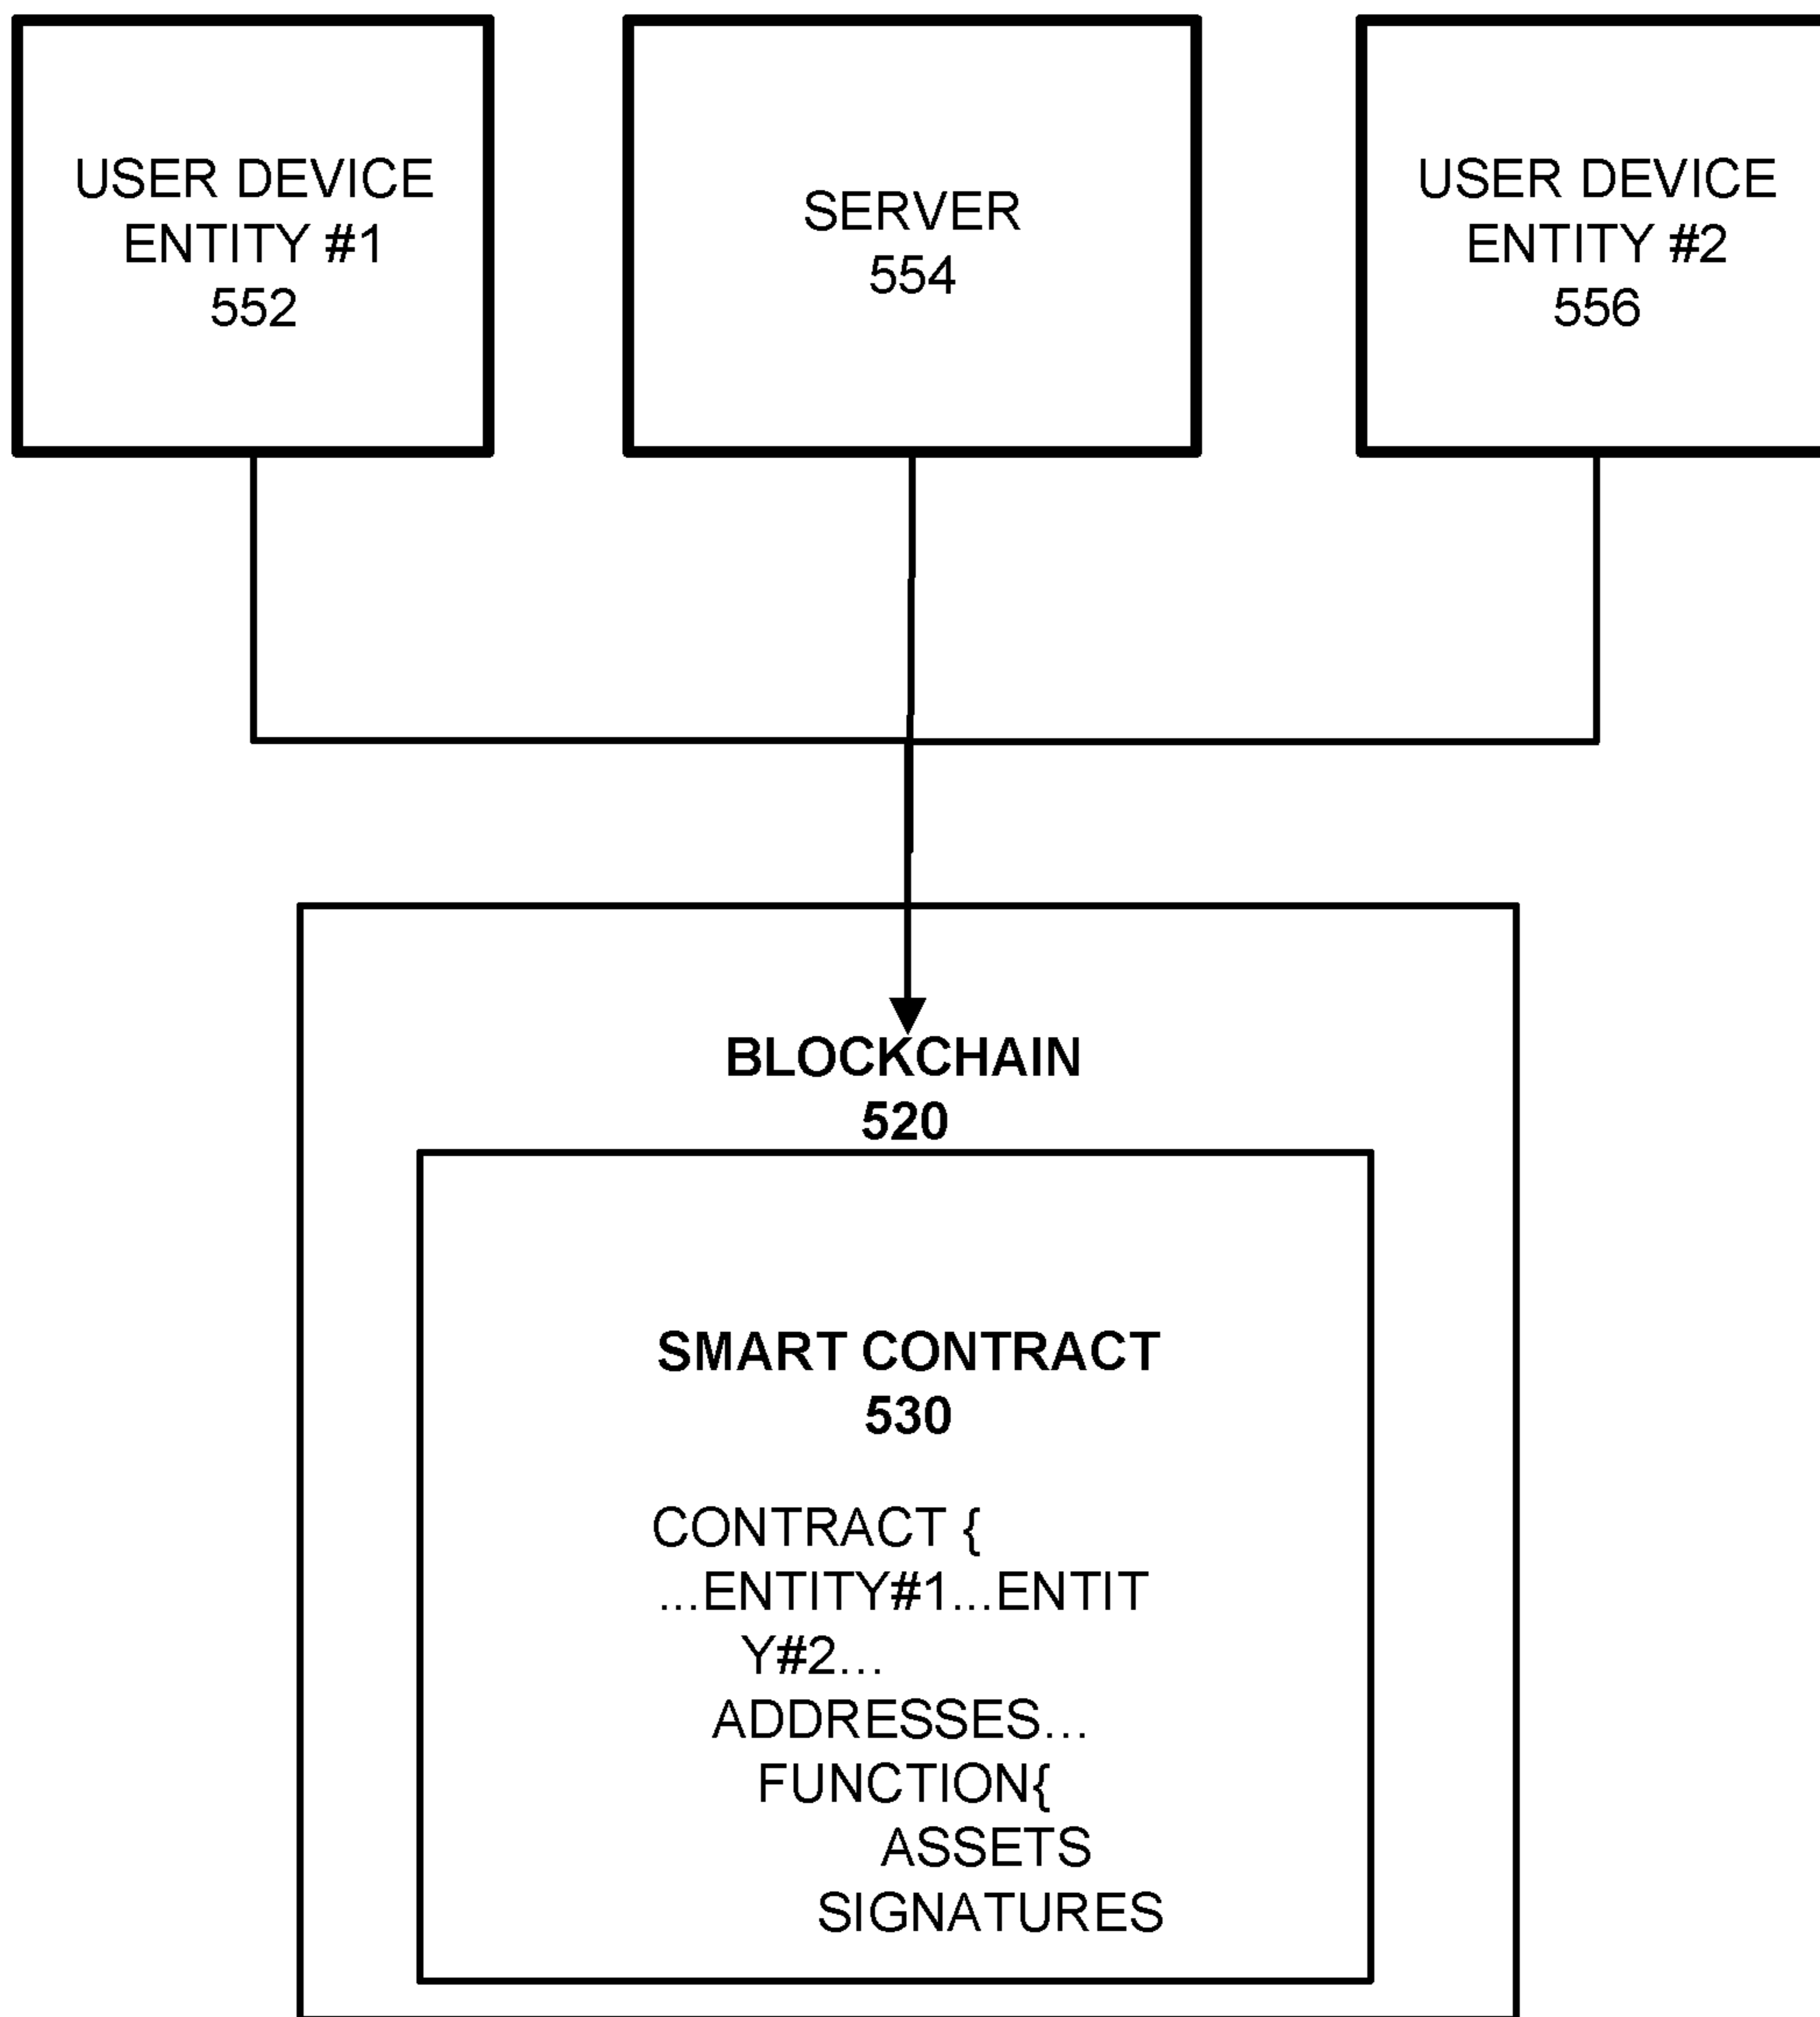 USER DEVICE
ENTITY #1
552
SERVER
554
USER DEVICE
ENTITY #2
556
BLOCKCHAIN
520
SMART CONTRACT
530
CONTRACT {
...ENTITY#1...ENTIT
Y#2...
ADDRESSES...
FUNCTION{
ASSETS
SIGNATURES